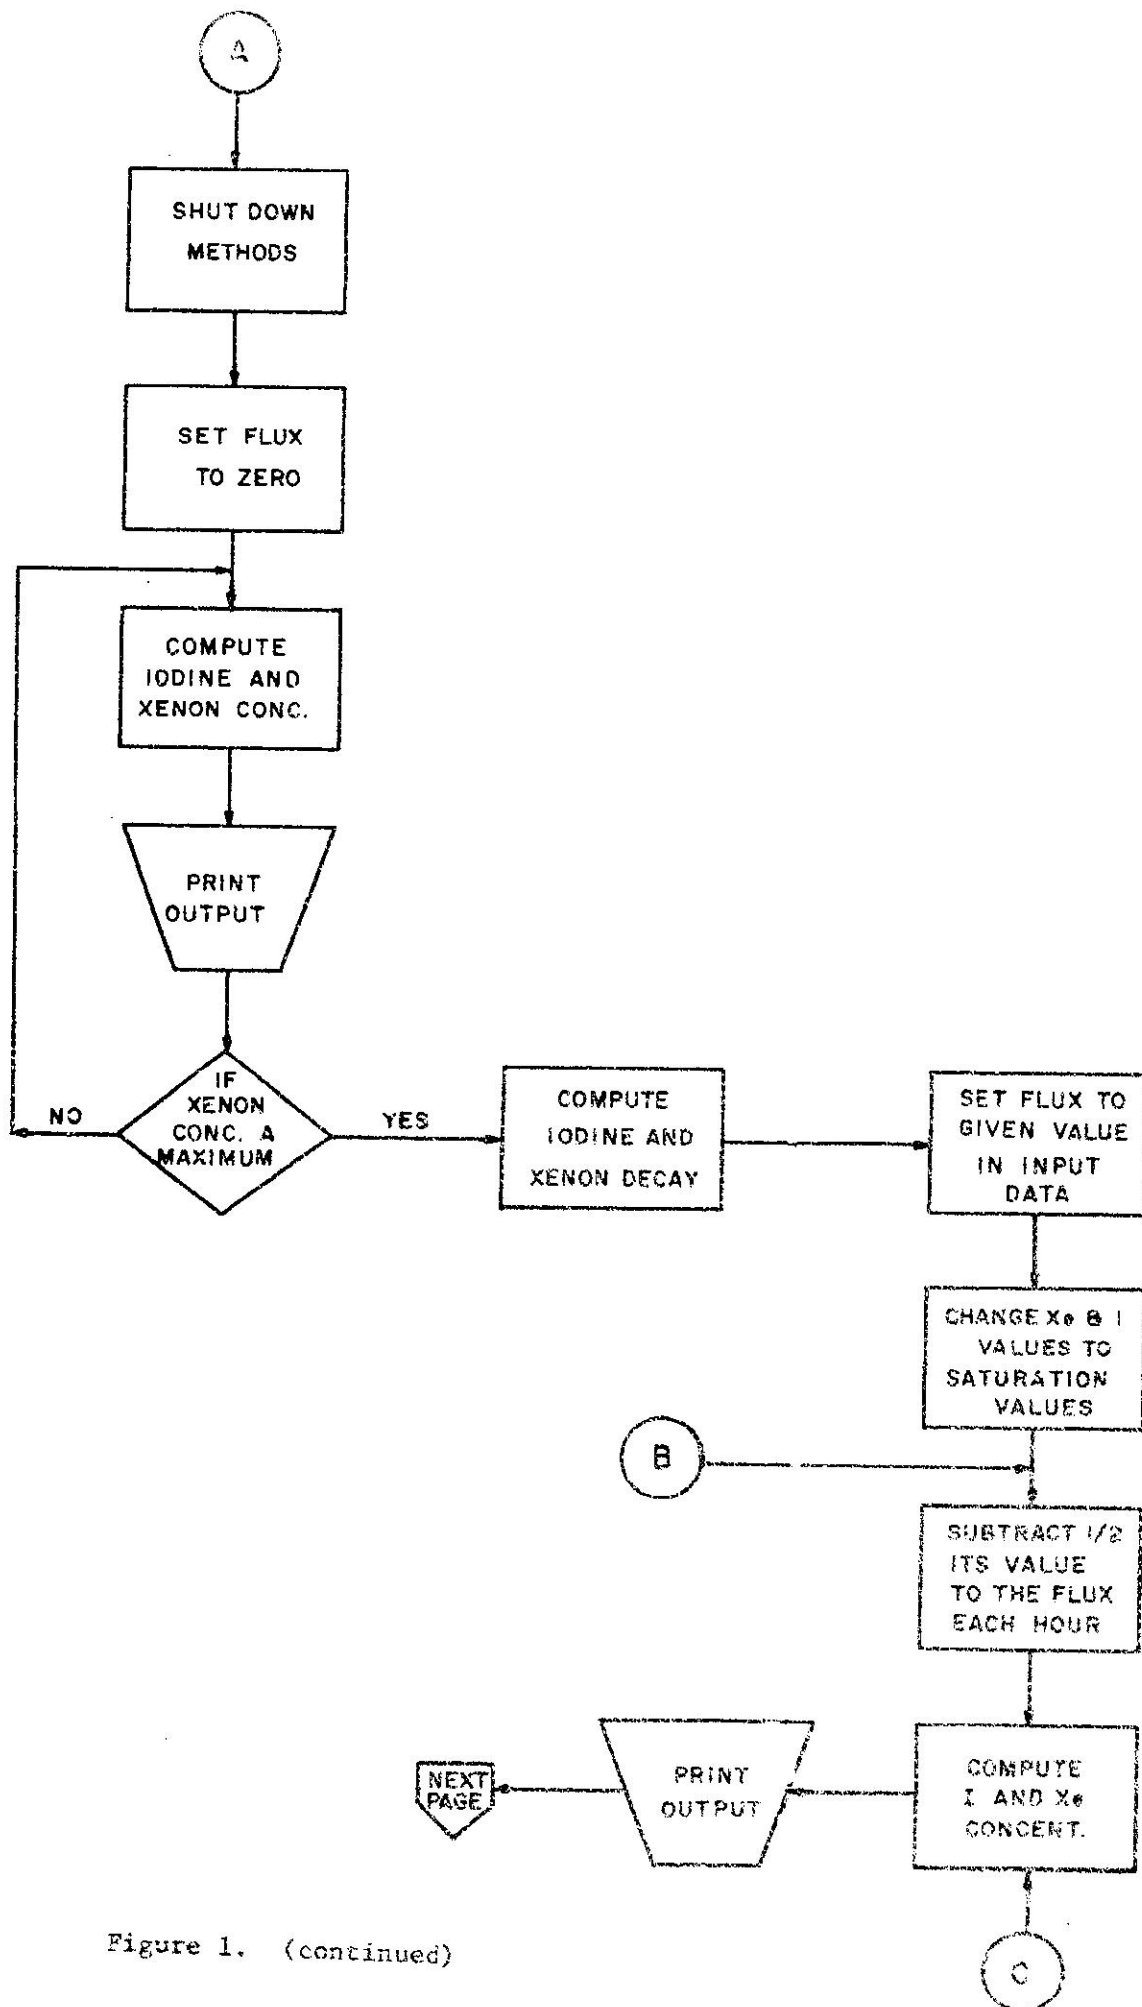 A
SHUT DOWN
METHODS
SET FLUX
TO ZERO
COMPUTE
IODINE AND
XENON CONC.
PRINT
OUTPUT
IF
XENON
CONC. A
MAXIMUM
NO
YES
COMPUTE
IODINE AND
XENON DECAY
SET FLUX TO
GIVEN VALUE
IN INPUT
DATA
CHANGE Xe & I
VALUES TO
SATURATION
VALUES
B
SUBTRACT 1/2
ITS VALUE
TO THE FLUX
EACH HOUR
COMPUTE
I AND Xe
CONCENT.
PRINT
OUTPUT
NEXT
PAGE
C
Figure 1. (continued)